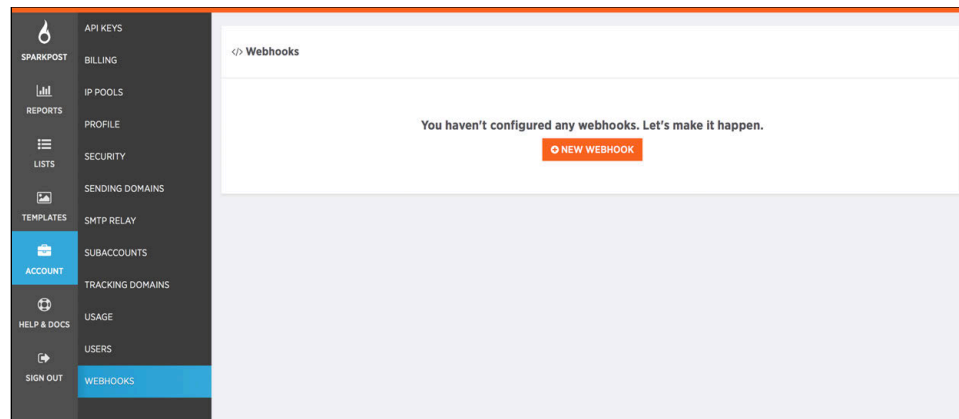 SPARKPOST
REPORTS
LISTS
TEMPLATES
ACCOUNT
HELP & DOCS
SIGN OUT
API KEYS
BILLING
IP POOLS
PROFILE
SECURITY
SENDING DOMAINS
SMTP RELAY
SUBACCOUNTS
TRACKING DOMAINS
USAGE
USERS
WEBHOOKS
</> Webhooks
You haven't configured any webhooks. Let's make it happen.
NEW WEBHOOK